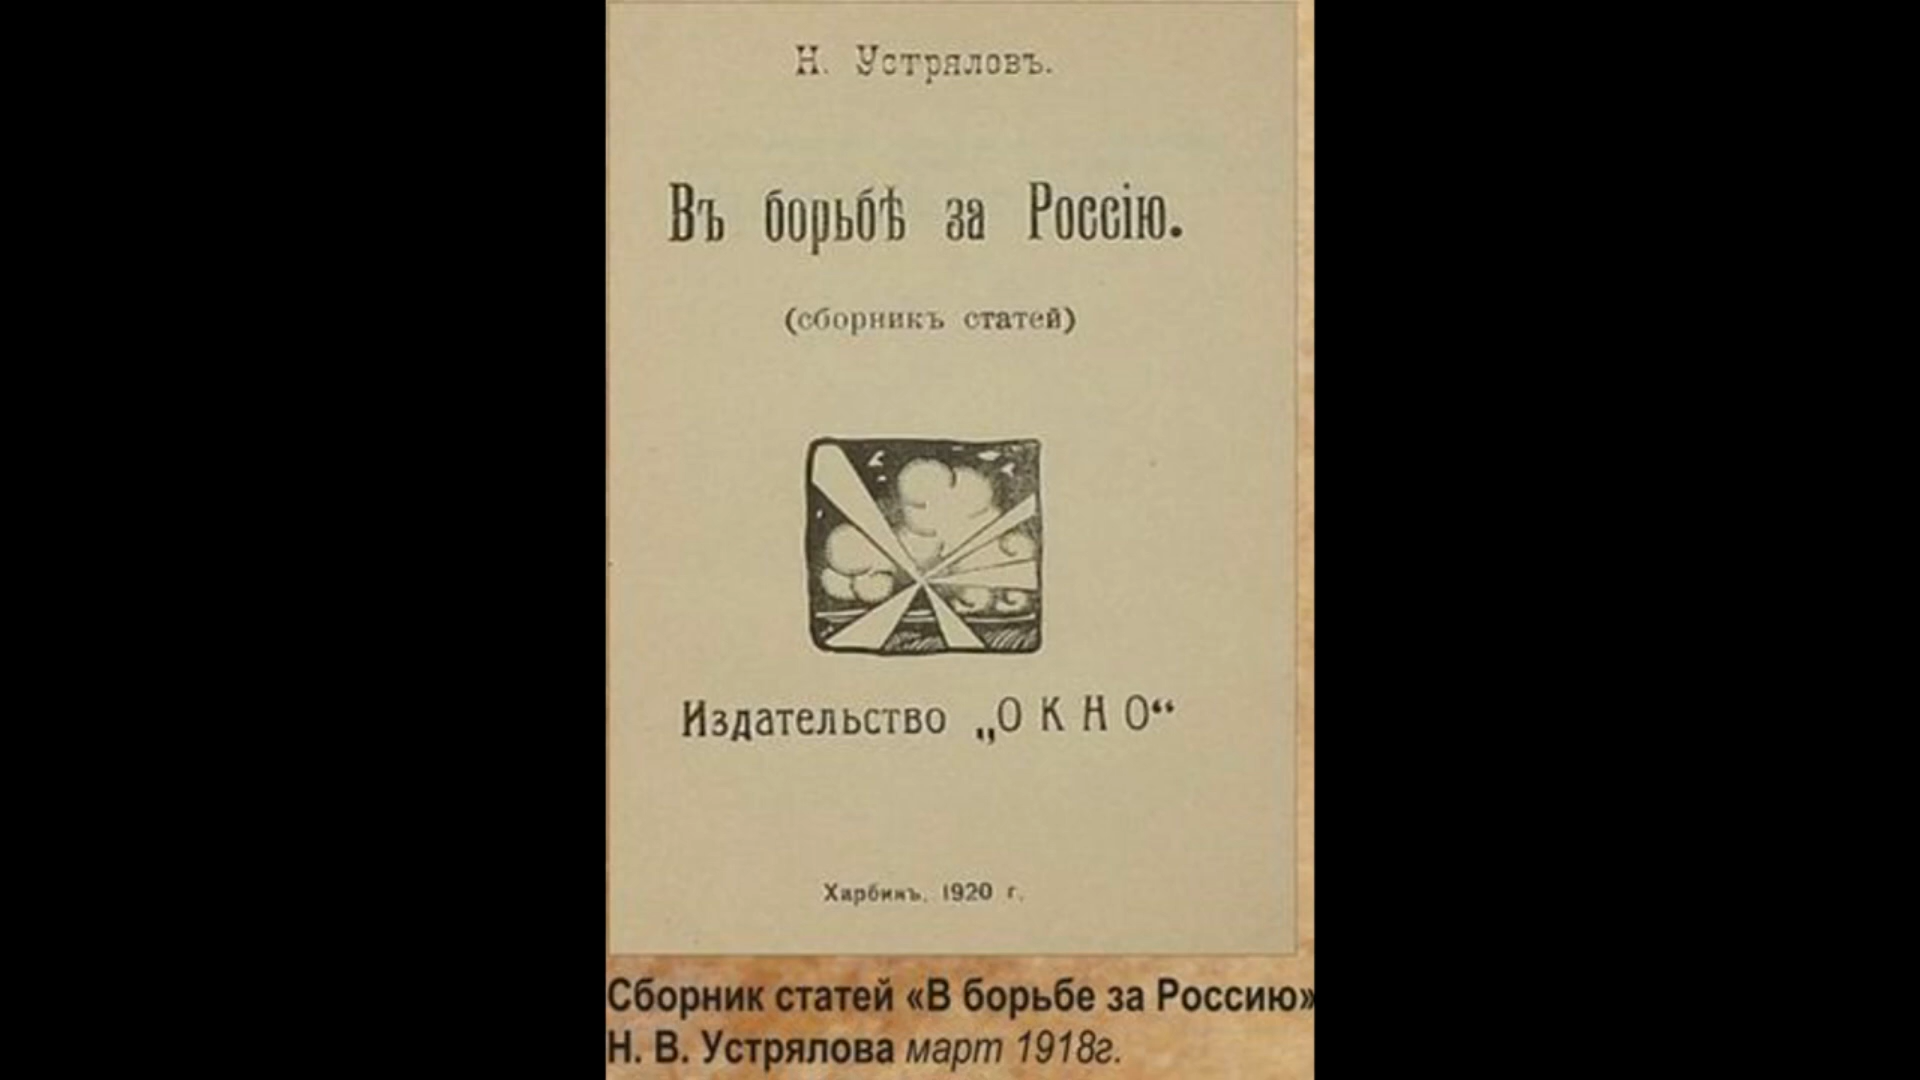 Н. Устряловъ.
Въ борьбѣ за Россію.
(сборникъ статей)
Издательство „ОКНО“
Харбинъ. 1920 г.
Сборник статей «В борьбе за Россию»
Н. В. Устрялова март 1918г.